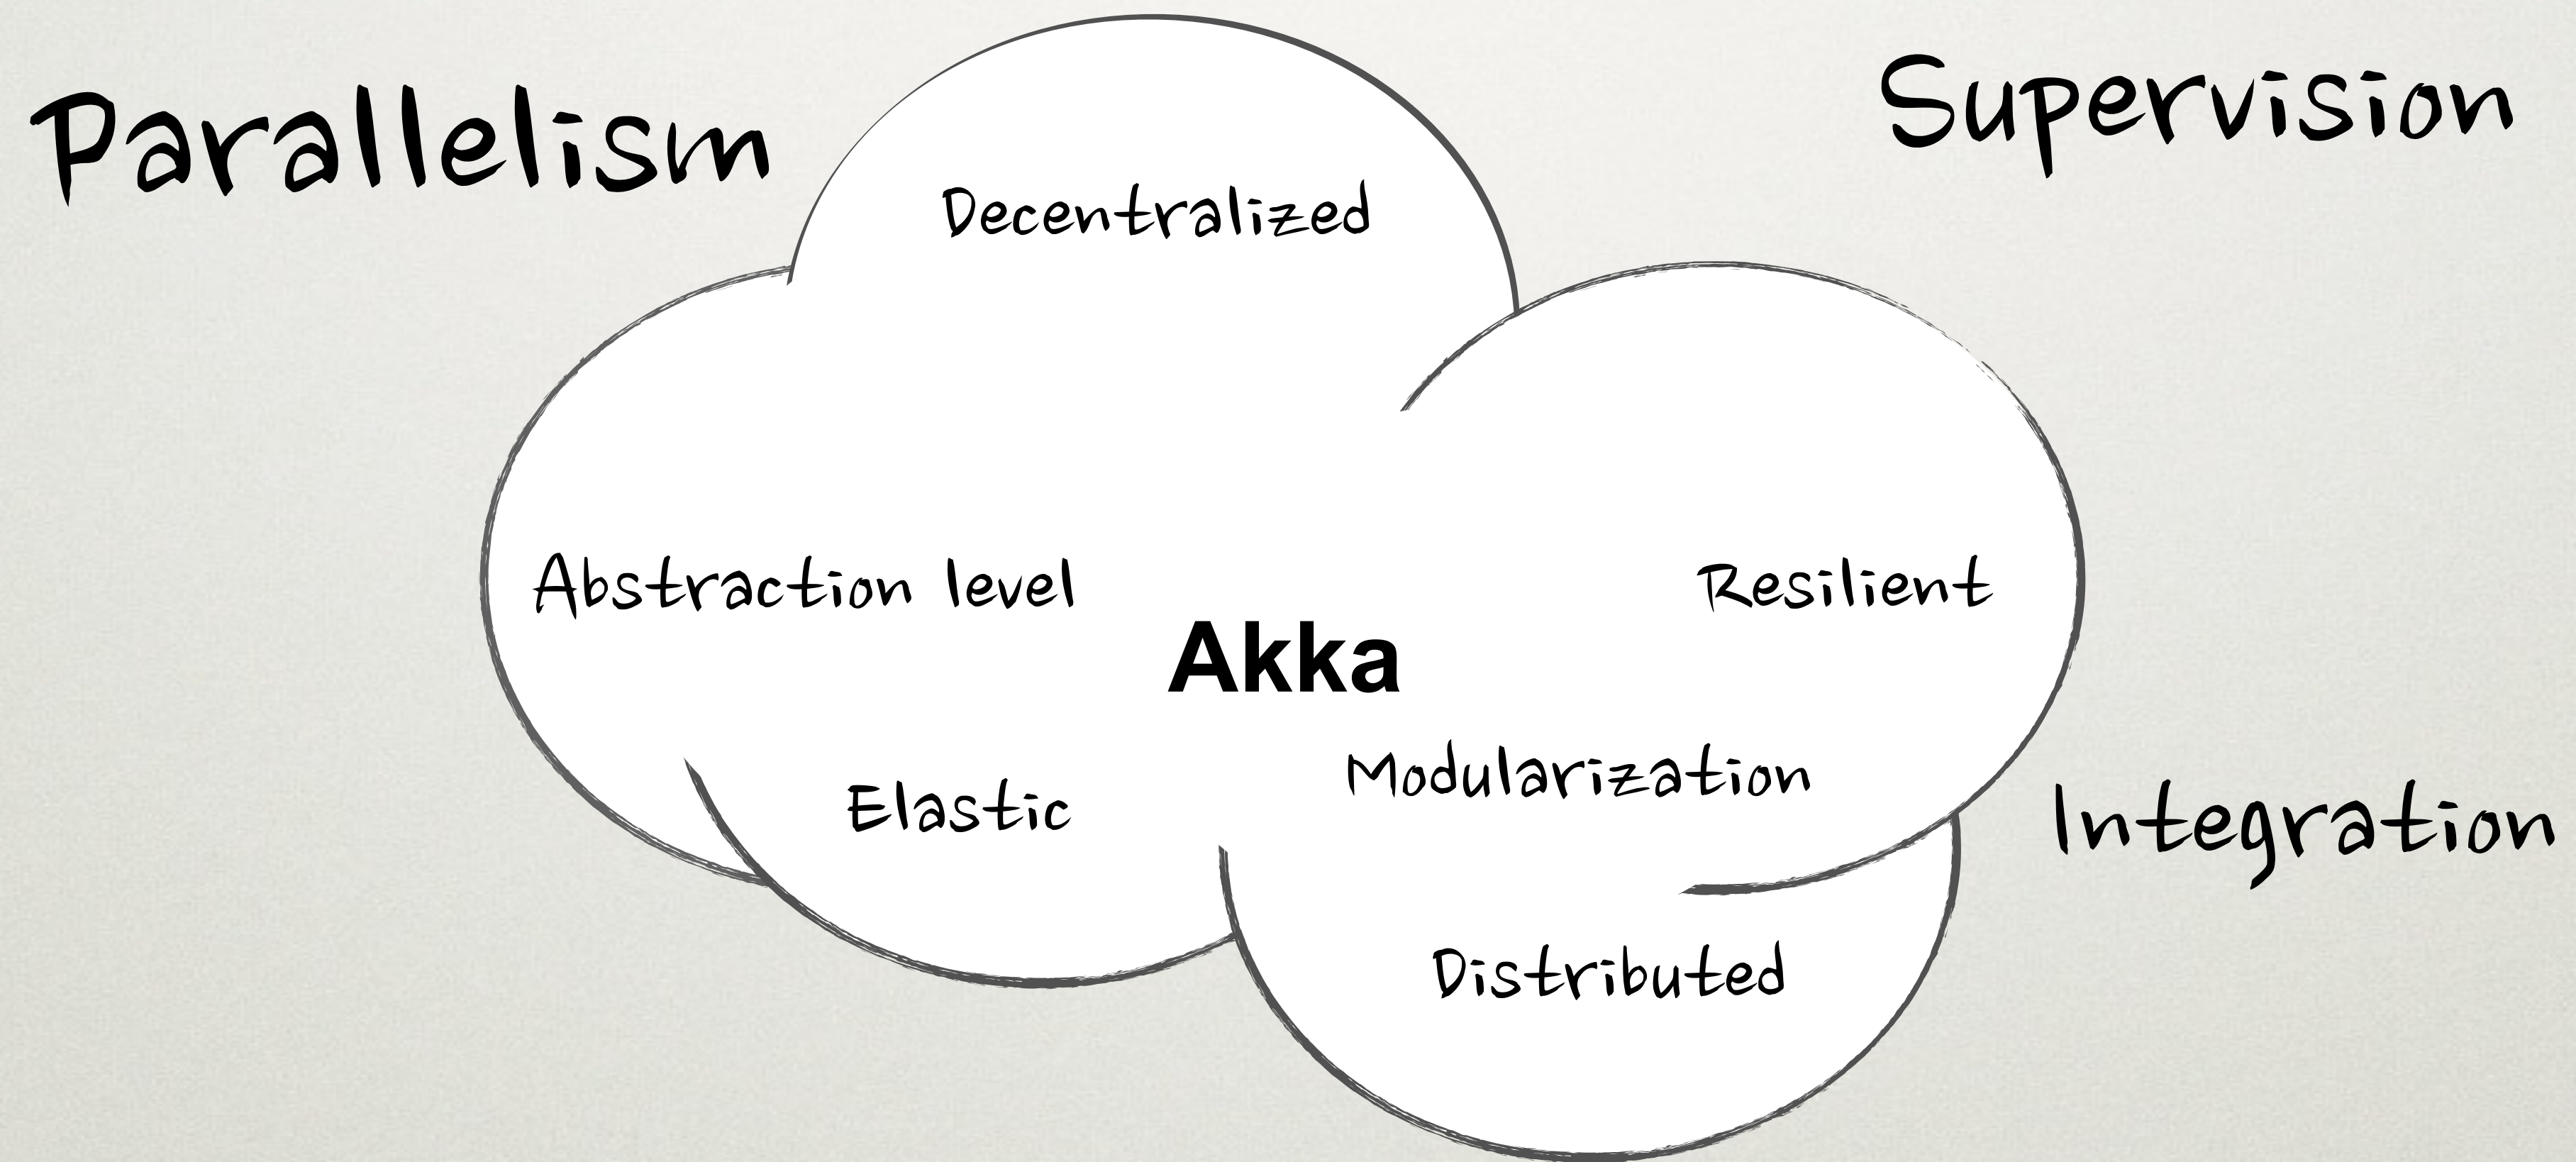 Parallelism
Supervision
Decentralized
Abstraction level
Resilient
Akka
Elastic
Modularization
Integration
Distributed